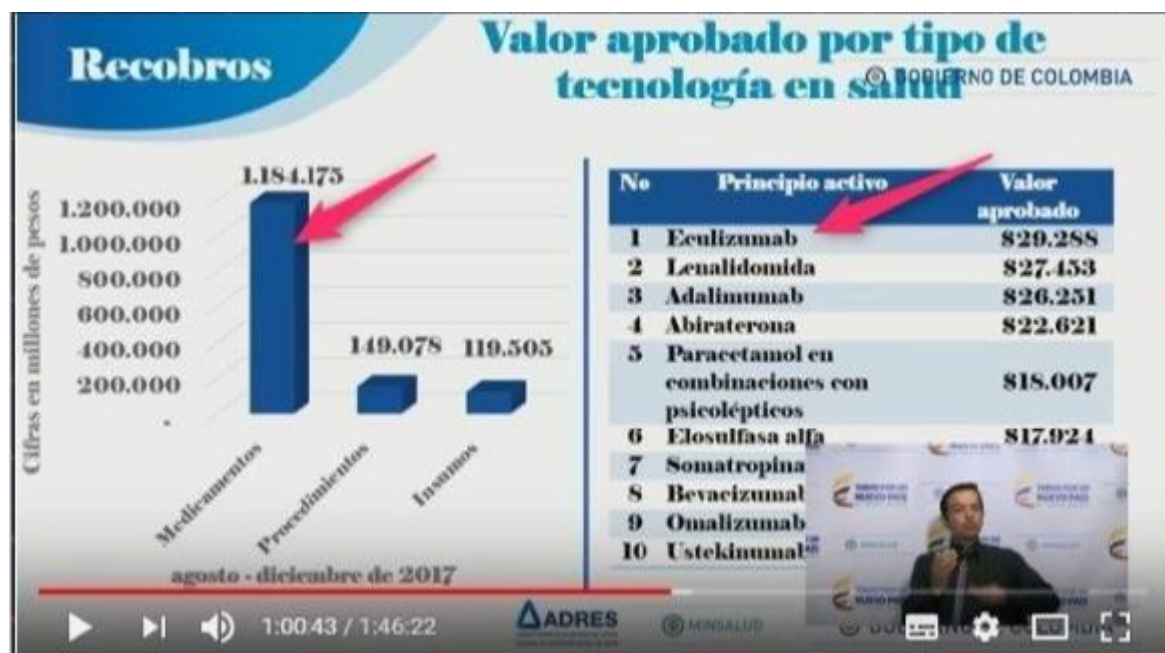 Recobros
Valor aprobado por tipo de
tecnología en salud
GOBIERNO DE COLOMBIA
Cifras en millones de pesos
1.184.175
1.200.000
1.000.000
800.000
600.000
400.000
200.000
-
149.078
119.505
Medicamentos
Procedimientos
Insumos
agosto - diciembre de 2017
No Principio activo Valor
aprobado
1 Eculizumab $29.288
2 Lenalidomida $27.453
3 Adalimumab $26.251
4 Abiraterona $22.621
5 Paracetamol en
combinaciones con $18.007
psicolépticos
6 Elosulfasa alfa $17.924
7 Somatropina
8
9 Omalizumab
10
NUEVO PAÍS
NUEVO PAÍS
1:00:43 / 1:46:22
ADRES
MINSALUD